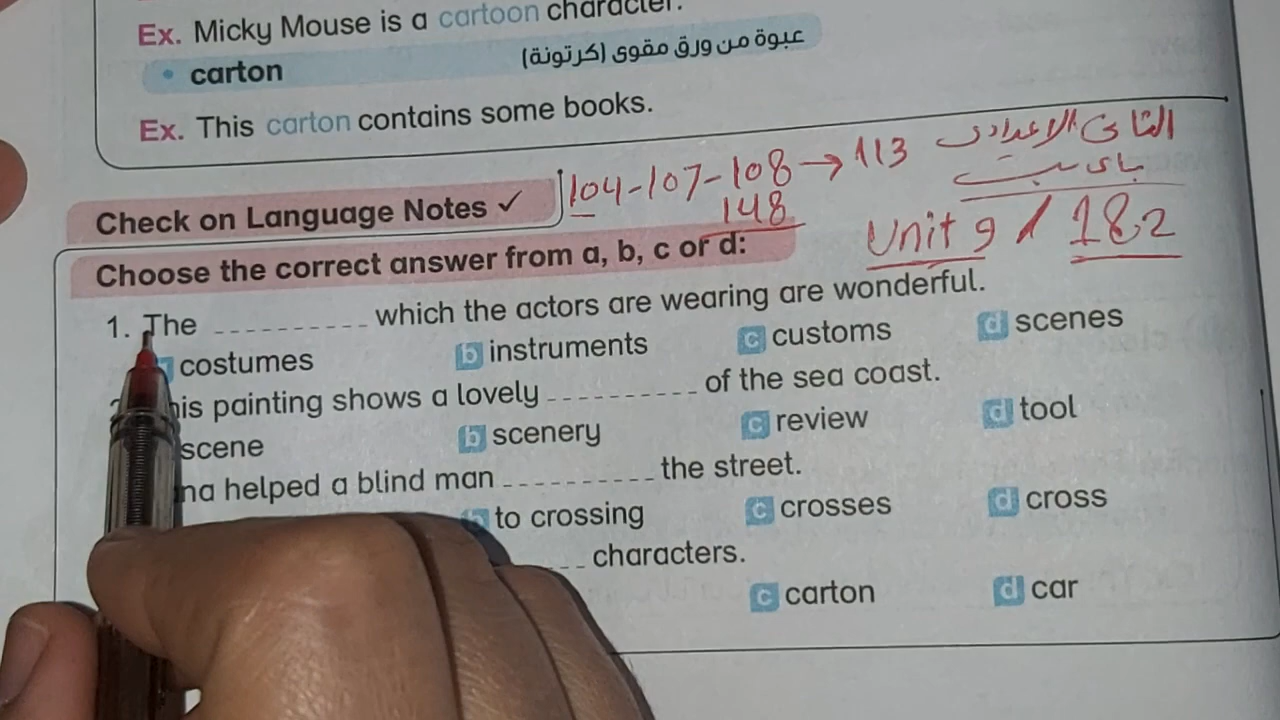 Ex. Micky Mouse is a cartoon character.
• carton عبوة من ورق مقوى (كرتونة)
Ex. This carton contains some books.
104-107-108 → 113 الثانى الاعدادى
148
Check on Language Notes ✓
Unit 9 / 182
Choose the correct answer from a, b, c or d:
1. The ---------- which the actors are wearing are wonderful.
costumes b instruments c customs d scenes
his painting shows a lovely ---------- of the sea coast.
scene b scenery c review d tool
na helped a blind man ---------- the street.
b to crossing c crosses d cross
characters.
c carton d car